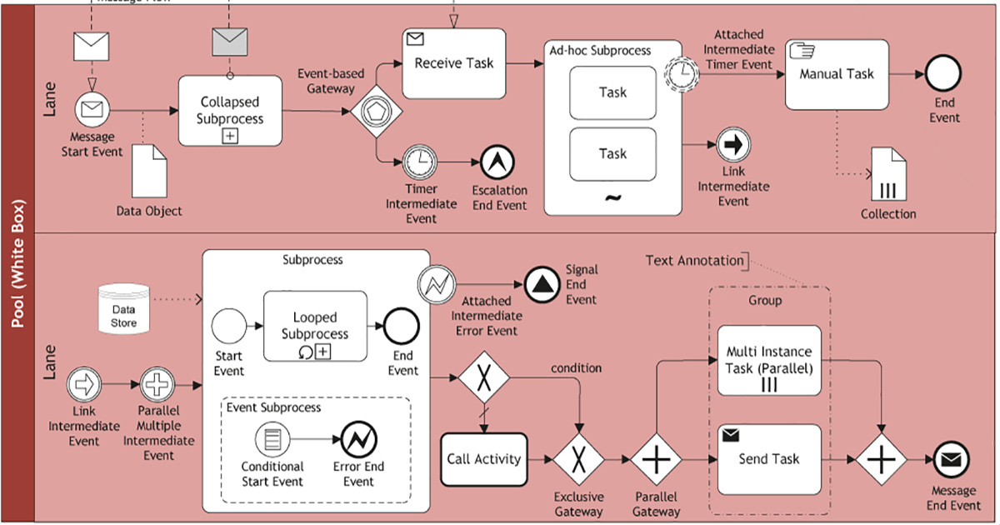 Message Flow
Pool (White Box)
Lane
Message
Start Event
Data Object
Collapsed
Subprocess
Event-based
Gateway
Receive Task
Timer
Intermediate
Event
Escalation
End Event
Ad-hoc Subprocess
Task
Task
~
Attached
Intermediate
Timer Event
Link
Intermediate
Event
Manual Task
End
Event
Collection
Lane
Data
Store
Link
Intermediate
Event
Parallel
Multiple
Intermediate
Event
Subprocess
Start
Event
Looped
Subprocess
End
Event
Event Subprocess
Conditional
Start Event
Error End
Event
Attached
Intermediate
Error Event
Signal
End
Event
condition
Call Activity
Exclusive
Gateway
Parallel
Gateway
Text Annotation
Group
Multi Instance
Task (Parallel)
Send Task
Message
End Event